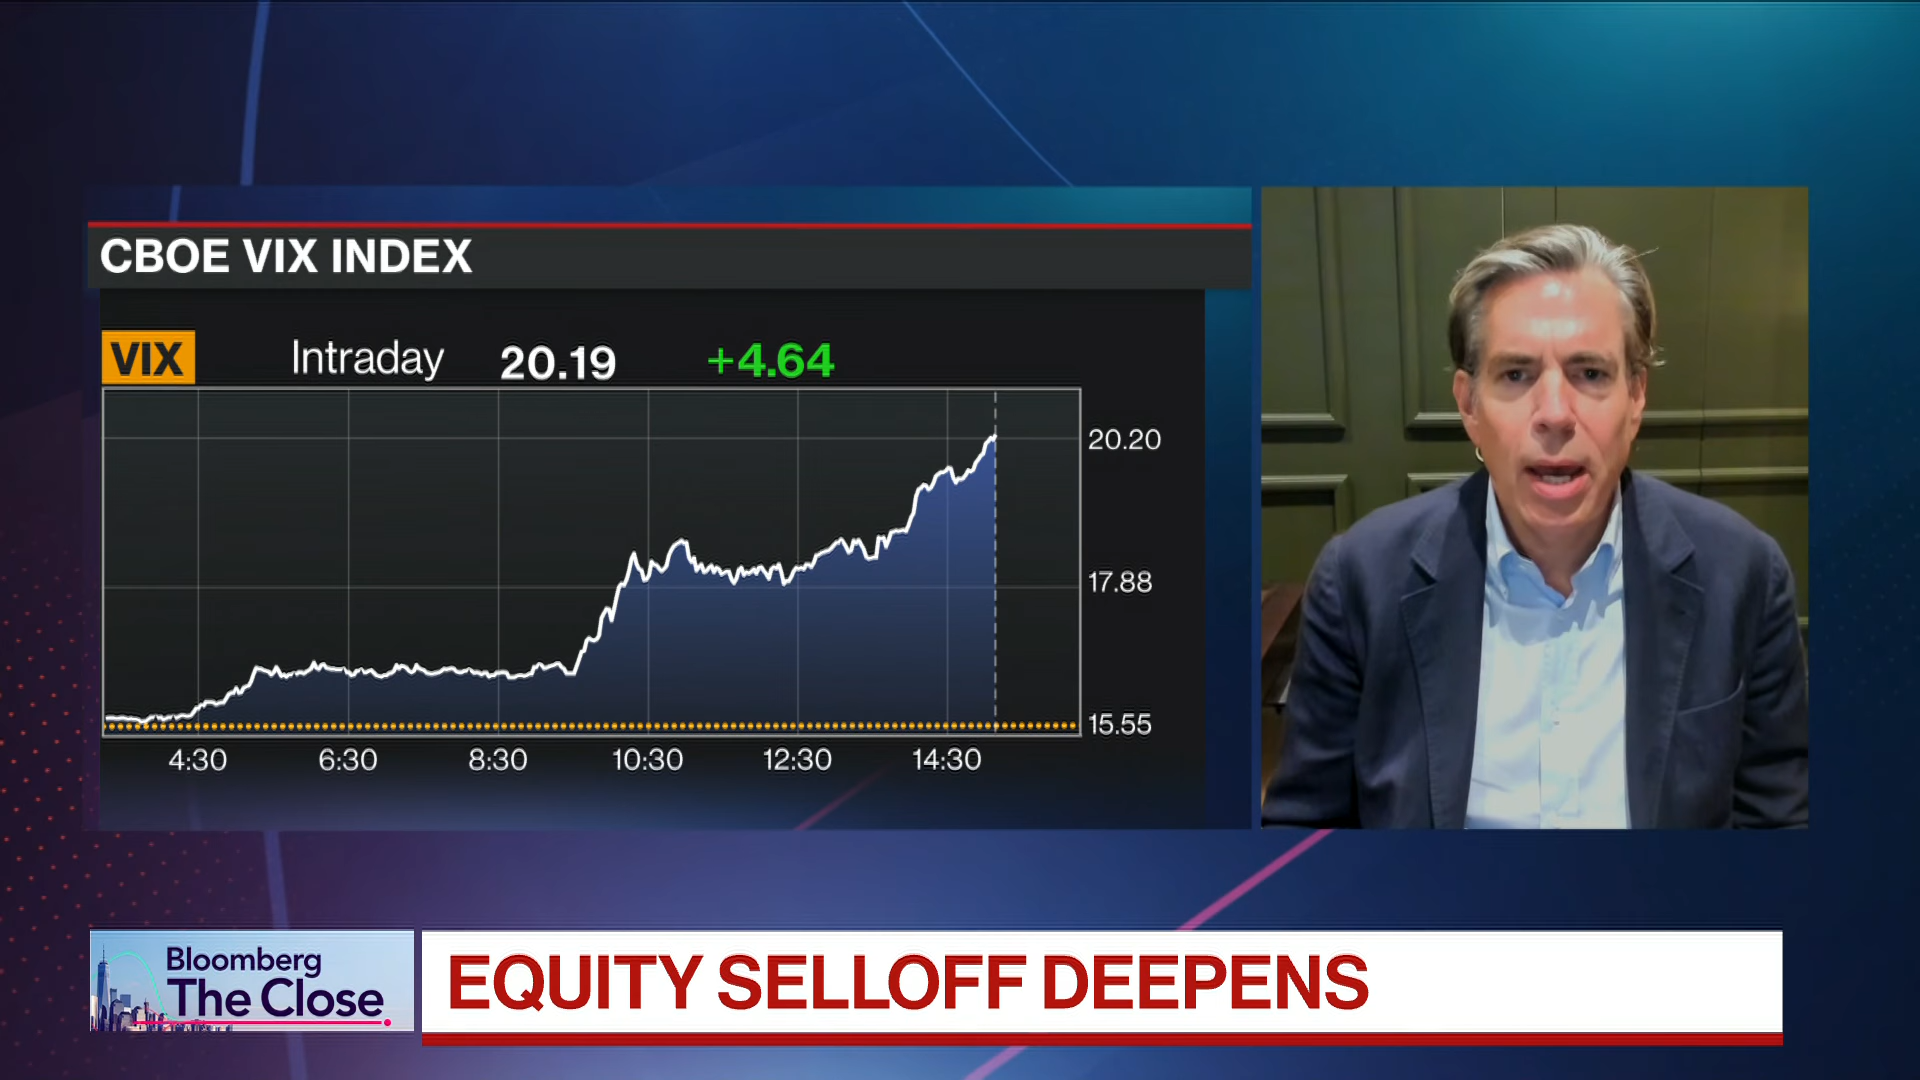 CBOE VIX INDEX
VIX Intraday 20.19 +4.64
20.20
17.88
15.55
4:30 6:30 8:30 10:30 12:30 14:30
Bloomberg
The Close
EQUITY SELLOFF DEEPENS